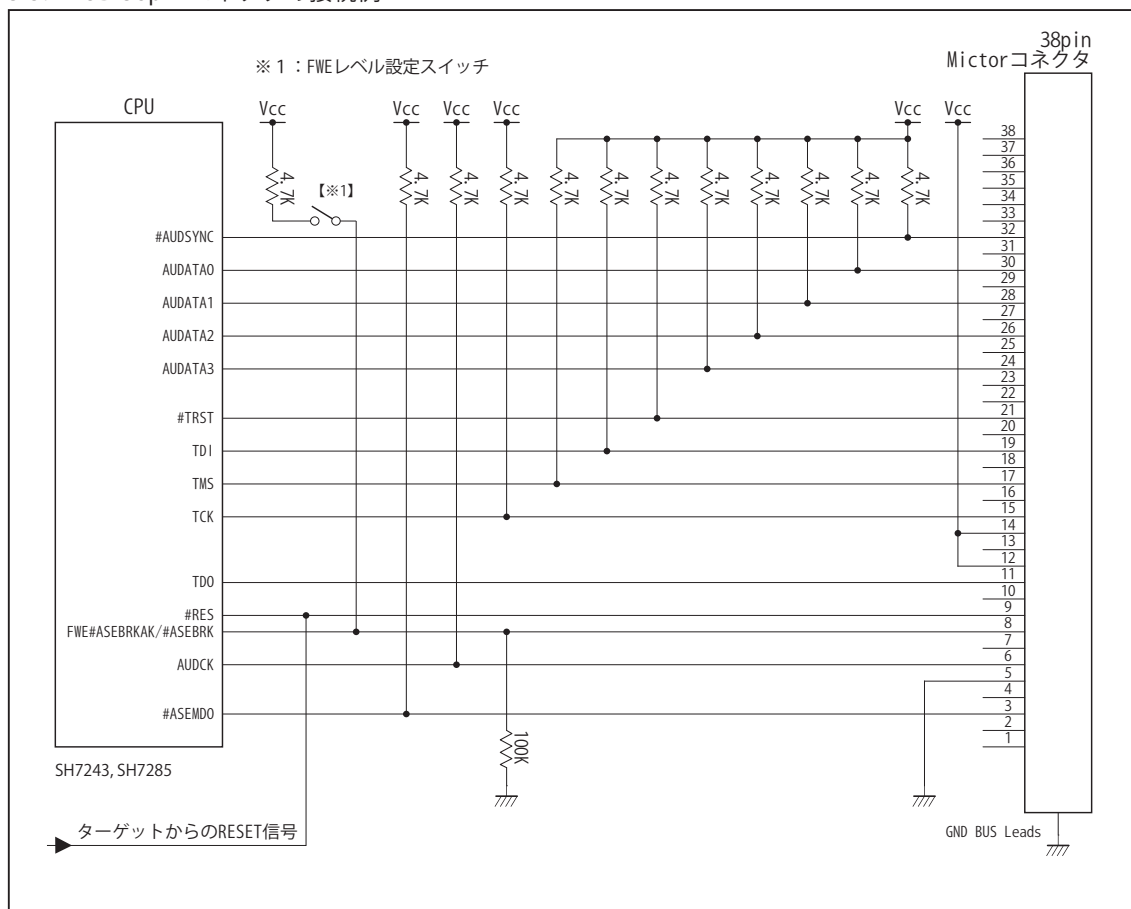 38pin
Mictorコネクタ
※1：FWEレベル設定スイッチ
CPU
Vcc Vcc Vcc Vcc Vcc Vcc
4.7K 4.7K 4.7K 4.7K 4.7K 4.7K 4.7K 4.7K 4.7K 4.7K 4.7K 4.7K
【※1】
38
37
36
35
34
33
#AUDSYNC 32
31
AUDATA0 30
29
AUDATA1 28
27
AUDATA2 26
25
AUDATA3 24
23
22
#TRST 21
20
TDI 19
18
TMS 17
16
TCK 15
14
13
12
TDO 11
10
#RES 9
FWE#ASEBRKAK/#ASEBRK 8
7
AUDCK 6
5
4
#ASEMD0 3
2
1
100K
SH7243, SH7285
ターゲットからのRESET信号
GND BUS Leads